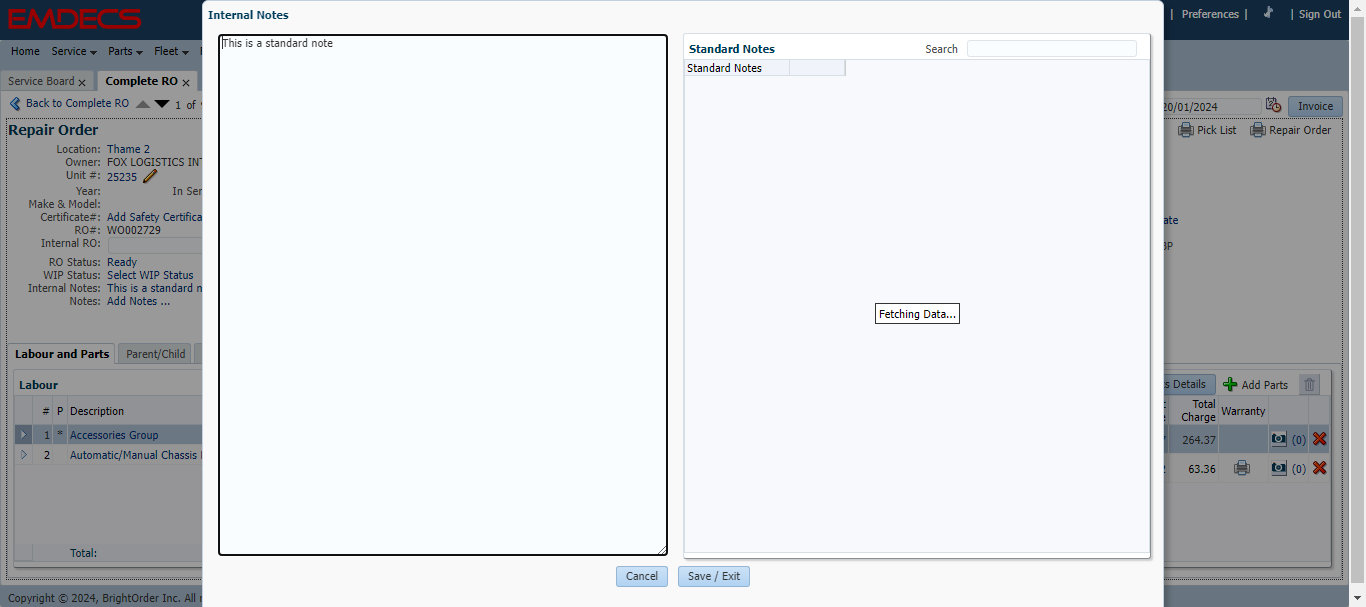 EMDECS
Internal Notes
| Preferences | | Sign Out
Home Service Parts Fleet
Service Board x Complete RO x
Back to Complete RO 1 of
20/01/2024 Invoice
Pick List Repair Order
Repair Order
Location: Thame 2
Owner: FOX LOGISTICS INT
Unit #: 25235
Year: In Ser
Make & Model:
Certificate#: Add Safety Certifica
RO#: WO002729
Internal RO:
RO Status: Ready
WIP Status: Select WIP Status
Internal Notes: This is a standard n
Notes: Add Notes ...
Labour and Parts Parent/Child
Labour
# P Description
1 * Accessories Group
2 Automatic/Manual Chassis
Total:
Copyright © 2024, BrightOrder Inc. All
This is a standard note
Standard Notes Search
Standard Notes
Fetching Data...
Cancel Save / Exit
ate
BP
s Details Add Parts
Total
Charge Warranty
264.37 (0)
63.36 (0)